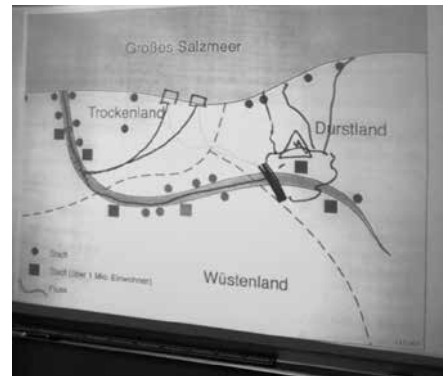 Großes Salzmeer
Trockenland
Durstland
Wüstenland
Stadt
Stadt (über 1 Mio. Einwohner)
Fluss